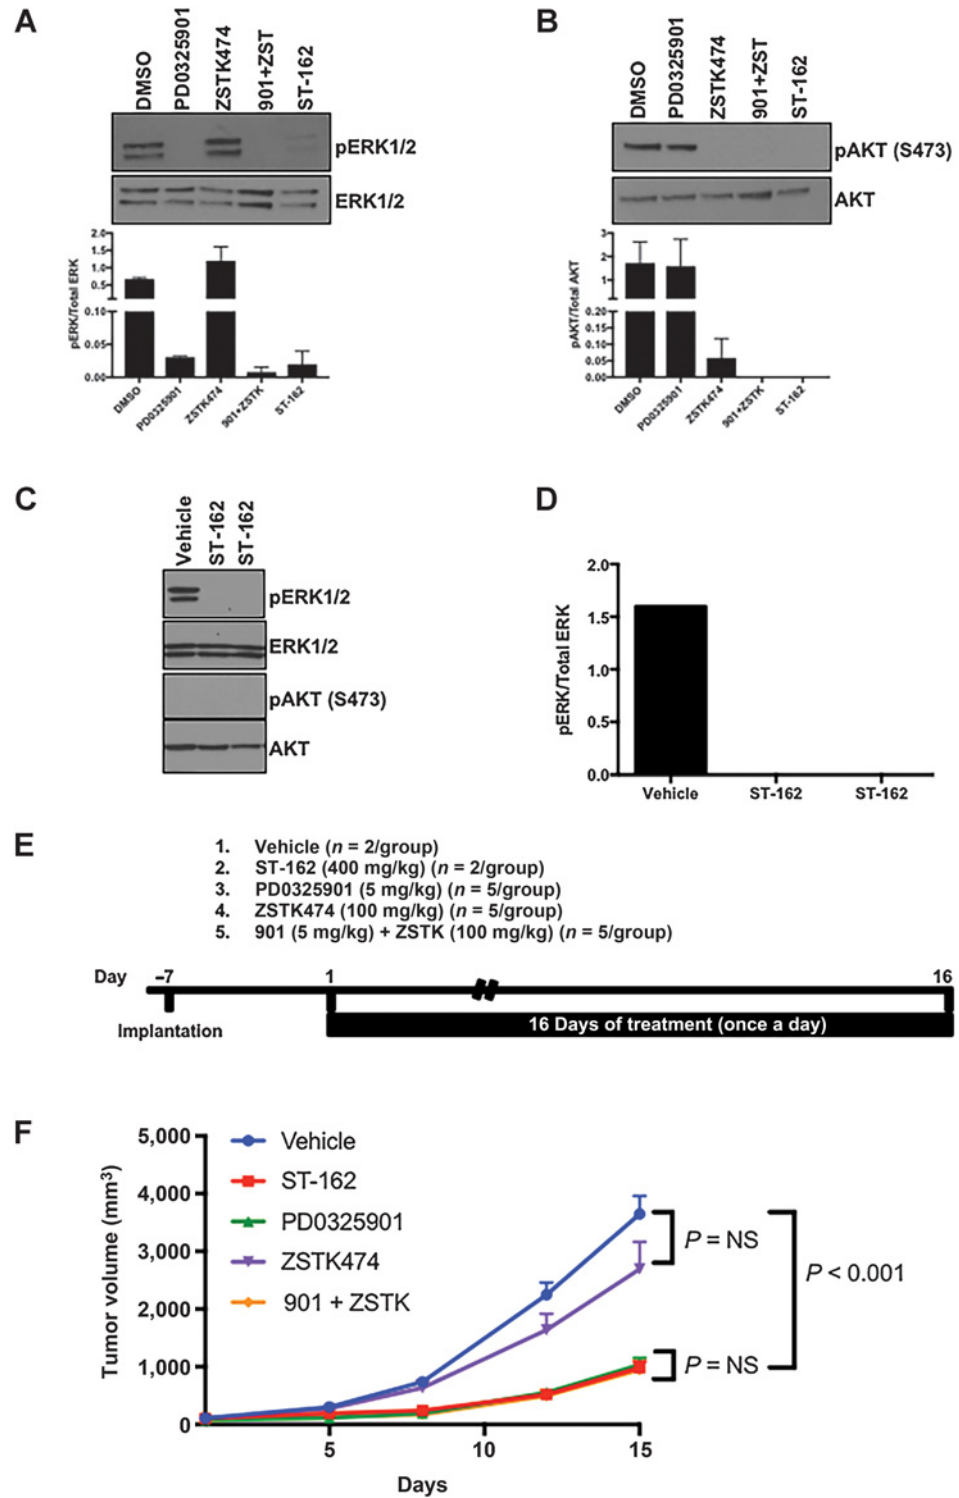 A
DMSO
PD0325901
ZSTK474
901+ZST
ST-162
pERK1/2
ERK1/2
pERK/Total ERK
2.0
1.5
1.0
0.5
0.10
0.05
0.00
DMSO
PD0325901
ZSTK474
901+ZSTK
ST-162
B
DMSO
PD0325901
ZSTK474
901+ZST
ST-162
pAKT (S473)
AKT
pAKT/Total AKT
3
2
1
0.20
0.20
0.15
0.10
0.05
0.00
DMSO
PD0325901
ZSTK474
901+ZSTK
ST-162
C
Vehicle
ST-162
ST-162
pERK1/2
ERK1/2
pAKT (S473)
AKT
D
pERK/Total ERK
2.0
1.5
1.0
0.5
0.0
Vehicle
ST-162
ST-162
E
1. Vehicle (n = 2/group)
2. ST-162 (400 mg/kg) (n = 2/group)
3. PD0325901 (5 mg/kg) (n = 5/group)
4. ZSTK474 (100 mg/kg) (n = 5/group)
5. 901 (5 mg/kg) + ZSTK (100 mg/kg) (n = 5/group)
Day –7 1 16
Implantation
16 Days of treatment (once a day)
F
Tumor volume (mm³)
5,000
4,000
3,000
2,000
1,000
0
Vehicle
ST-162
PD0325901
ZSTK474
901 + ZSTK
P = NS
P < 0.001
P = NS
5 10 15
Days